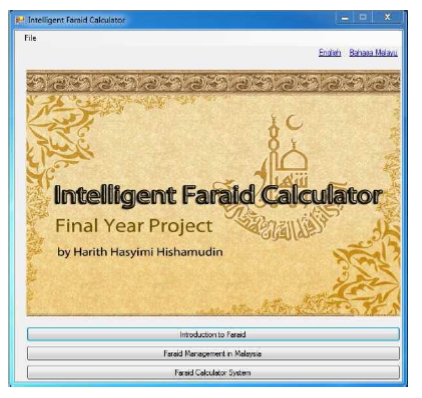 Intelligent Faraid Calculator
File
English Bahasa Melayu
Intelligent Faraid Calculator
Final Year Project
by Harith Hasyimi Hishamudin
Introduction to Faraid
Faraid Management in Malaysia
Faraid Calculator System